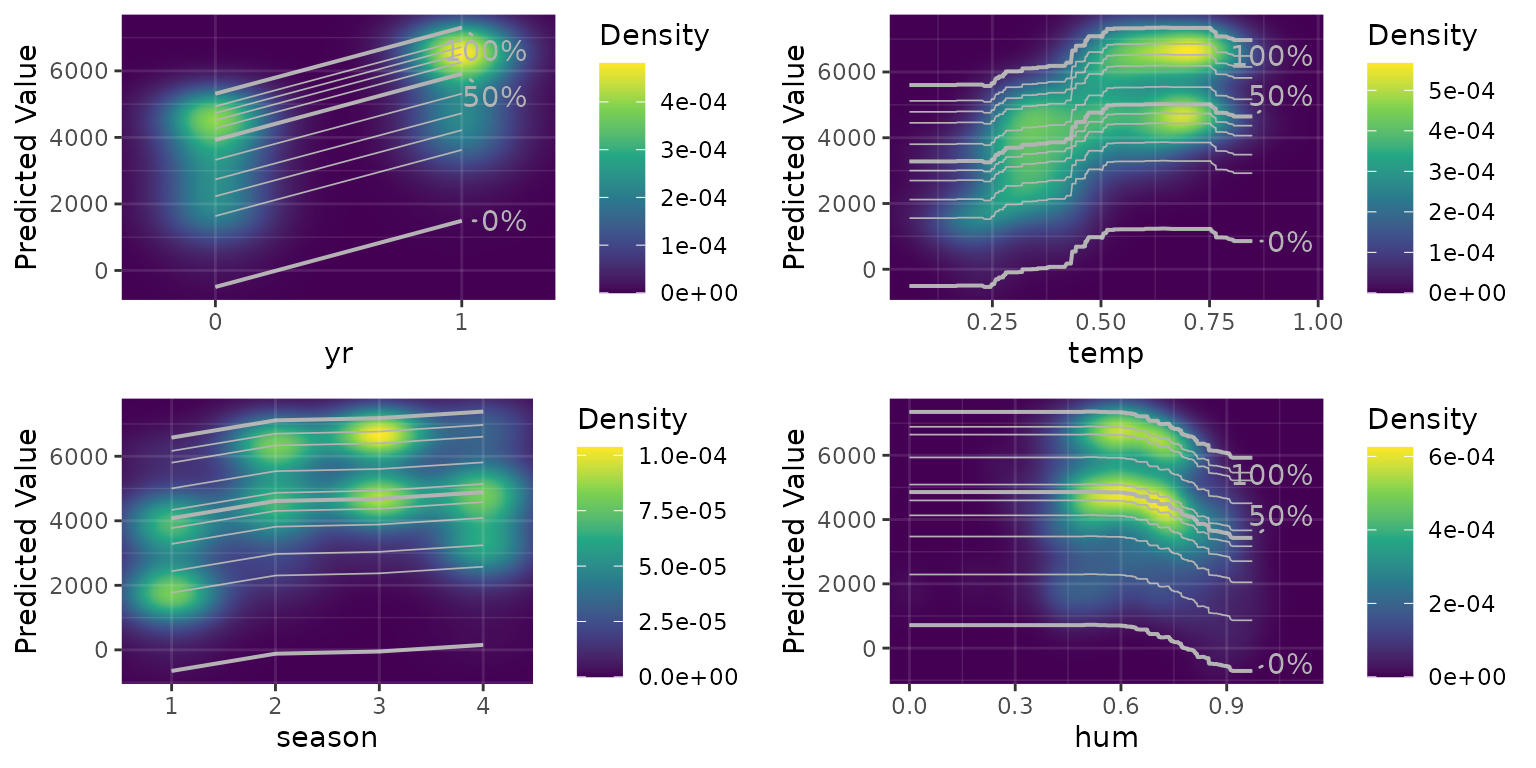 Predicted Value
6000
4000
2000
0
100%
50%
0%
0
1
yr
Density
4e-04
3e-04
2e-04
1e-04
0e+00
Predicted Value
6000
4000
2000
0
100%
50%
0%
0.25
0.50
0.75
1.00
temp
Density
5e-04
4e-04
3e-04
2e-04
1e-04
0e+00
Predicted Value
6000
4000
2000
0
1
2
3
4
season
Density
1.0e-04
7.5e-05
5.0e-05
2.5e-05
0.0e+00
Predicted Value
6000
4000
2000
0
100%
50%
0%
0.0
0.3
0.6
0.9
hum
Density
6e-04
4e-04
2e-04
0e+00